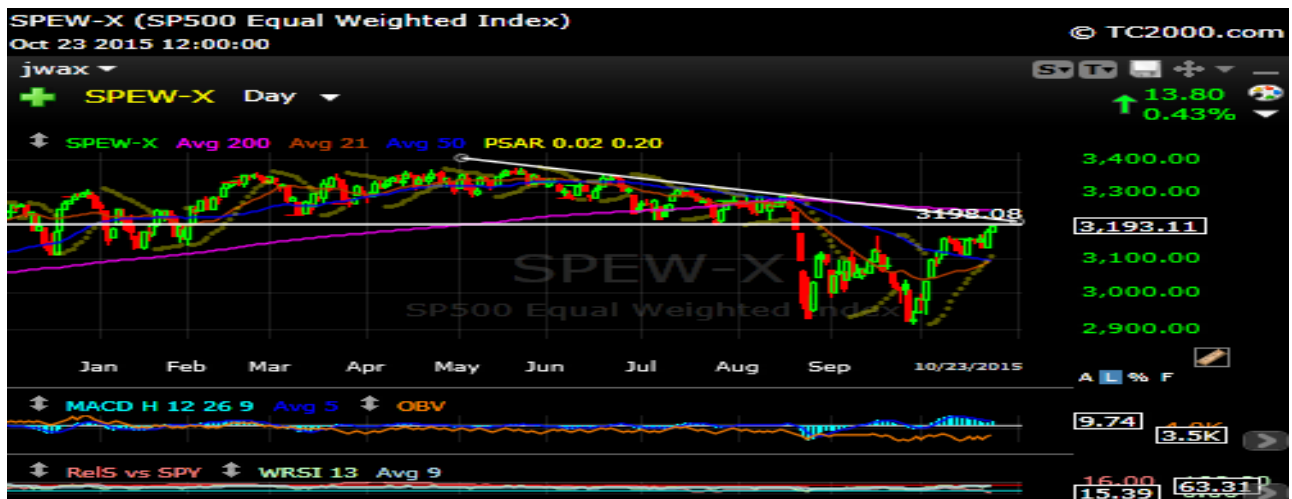 SPEW-X (SP500 Equal Weighted Index)
Oct 23 2015 12:00:00
© TC2000.com
jwax
S T
SPEW-X Day
13.80
0.43%
SPEW-X Avg 200 Avg 21 Avg 50 PSAR 0.02 0.20
3,400.00
3,300.00
3198.08
3,193.11
3,100.00
3,000.00
2,900.00
SPEW-X
SP500 Equal Weighted Index
Jan Feb Mar Apr May Jun Jul Aug Sep 10/23/2015
A L % F
MACD H 12 26 9 Avg 5 OBV
9.74
3.5K
RelS vs SPY WRSI 13 Avg 9
16.00
15.39 63.31